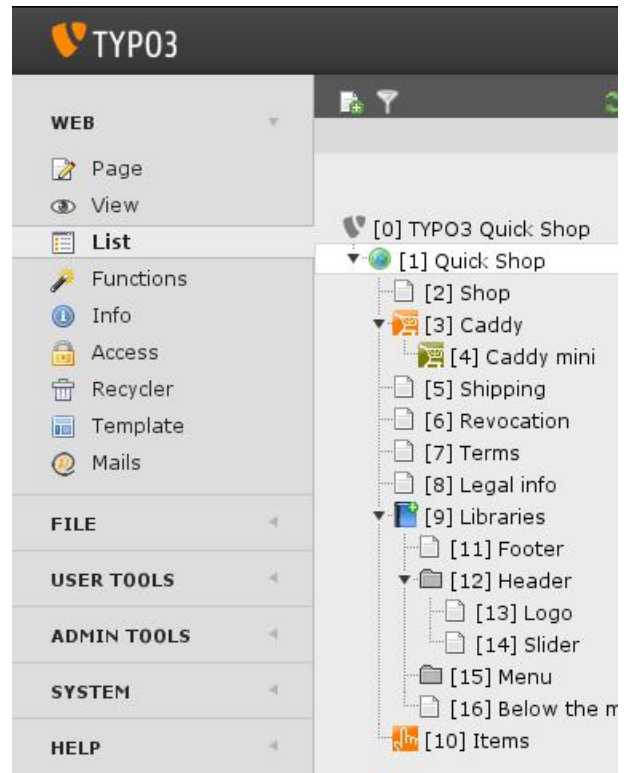 TYPO3
WEB
Page
View
List
Functions
Info
Access
Recycler
Template
Mails
FILE
USER TOOLS
ADMIN TOOLS
SYSTEM
HELP
[0] TYPO3 Quick Shop
[1] Quick Shop
[2] Shop
[3] Caddy
[4] Caddy mini
[5] Shipping
[6] Revocation
[7] Terms
[8] Legal info
[9] Libraries
[11] Footer
[12] Header
[13] Logo
[14] Slider
[15] Menu
[16] Below the
[10] Items